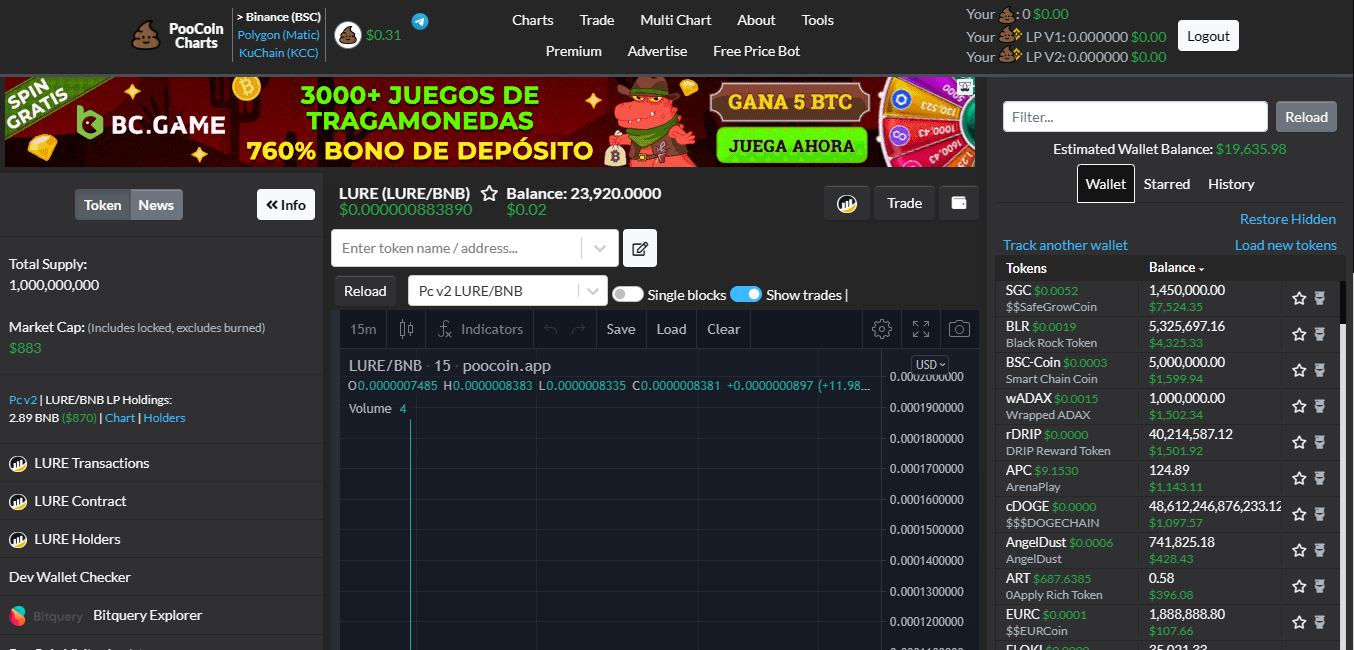 PooCoin
Charts
> Binance (BSC)
Polygon (Matic)
KuChain (KCC)
$0.31
Charts
Trade
Multi Chart
About
Tools
Premium
Advertise
Free Price Bot
Your : 0 $0.00
Your LP V1: 0.000000 $0.00
Your LP V2: 0.000000 $0.00
Logout
SPIN
GRATIS
BC.GAME
3000+ JUEGOS DE
TRAGAMONEDAS
760% BONO DE DEPÓSITO
GANA 5 BTC
JUEGA AHORA
Token
News
« Info
Total Supply:
1,000,000,000
Market Cap: (Includes locked, excludes burned)
$883
Pc v2 | LURE/BNB LP Holdings:
2.89 BNB ($870) | Chart | Holders
LURE Transactions
LURE Contract
LURE Holders
Dev Wallet Checker
Bitquery
Bitquery Explorer
LURE (LURE/BNB)
Balance: 23,920.0000
$0.000000883890
$0.02
Trade
Enter token name / address...
Reload
Pc v2 LURE/BNB
Single blocks
Show trades |
15m
Indicators
Save
Load
Clear
LURE/BNB · 15 · poocoin.app
USD
O0.0000007485 H0.0000008383 L0.0000008335 C0.0000008381 +0.0000000897 (+11.98...
Volume 4
0.0002000000
0.0001900000
0.0001800000
0.0001700000
0.0001600000
0.0001500000
0.0001400000
0.0001300000
0.0001200000
Filter...
Reload
Estimated Wallet Balance: $19,635.98
Wallet
Starred
History
Restore Hidden
Track another wallet
Load new tokens
Tokens
Balance
SGC $0.0052
1,450,000.00
$$SafeGrowCoin
$7,524.35
BLR $0.0019
5,325,697.16
Black Rock Token
$4,325.33
BSC-Coin $0.0003
5,000,000.00
Smart Chain Coin
$1,599.94
wADAX $0.0015
1,000,000.00
Wrapped ADAX
$1,502.34
rDRIP $0.0000
40,214,587.12
DRIP Reward Token
$1,501.92
APC $9.1530
124.89
ArenaPlay
$1,143.11
cDOGE $0.0000
48,612,246,876,233.12
$$$DOGECHAIN
$1,097.57
AngelDust $0.0006
741,825.18
AngelDust
$428.43
ART $687.6385
0.58
0Apply Rich Token
$396.08
EURC $0.0001
1,888,888.80
$$EURCoin
$107.66